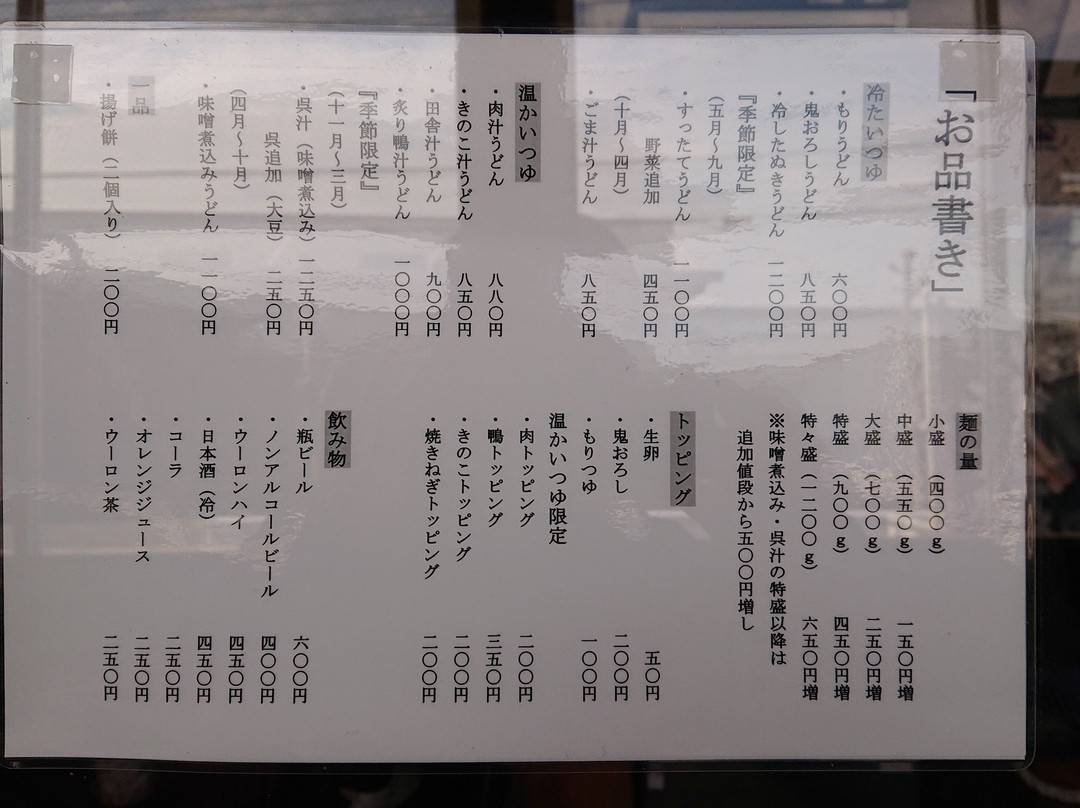 「お品書き」
冷たいつゆ
・もりうどん 六〇〇円
・鬼おろしうどん 八五〇円
・冷したぬきうどん 一二〇〇円
『季節限定』
（五月～九月）
・すったてうどん 一一〇〇円
野菜追加 四五〇円
（十月～四月）
・ごま汁うどん 八五〇円
温かいつゆ
・肉汁うどん 八八〇円
・きのこ汁うどん 八五〇円
・田舎汁うどん 九〇〇円
・炙り鴨汁うどん 一〇〇〇円
『季節限定』
（十一月～三月）
・呉汁（味噌煮込み） 一二五〇円
呉追加（大豆） 二五〇円
（四月～十月）
・味噌煮込みうどん 一一〇〇円
一品
・揚げ餅（二個入り） 二〇〇円
麺の量
小盛 （四〇〇ｇ）
中盛 （五五〇ｇ） 一五〇円増
大盛 （七〇〇ｇ） 二五〇円増
特盛 （九〇〇ｇ） 四五〇円増
特々盛（一二〇〇ｇ） 六五〇円増
※味噌煮込み・呉汁の特盛以降は
追加値段から五〇〇円増し
トッピング
・生卵 五〇円
・鬼おろし 二〇〇円
・もりつゆ 一〇〇円
温かいつゆ限定
・肉トッピング 二〇〇円
・鴨トッピング 三五〇円
・きのこトッピング 二〇〇円
・焼きねぎトッピング 二〇〇円
飲み物
・瓶ビール 六〇〇円
・ノンアルコールビール 四〇〇円
・ウーロンハイ 四五〇円
・日本酒（冷） 四五〇円
・コーラ 二五〇円
・オレンジジュース 二五〇円
・ウーロン茶 二五〇円